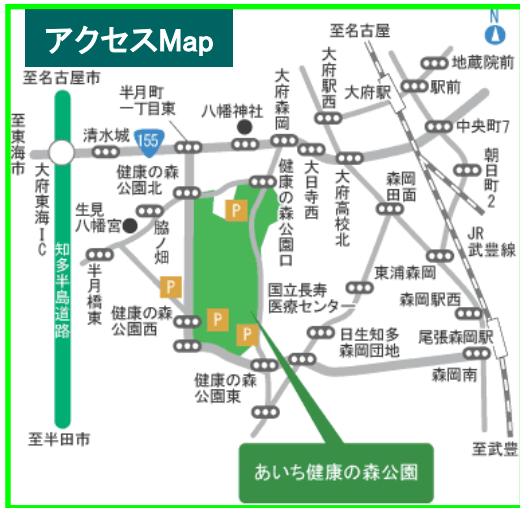 アクセスMap
至名古屋
N
至名古屋市
半月町
一丁目東
八幡神社
大府森岡
大府駅西
大府駅
地蔵院前
駅前
中央町7
至東海市
清水城
155
大府東海IC
健康の森
公園北
健康の森公園口
大日寺西
大府高校北
森岡田面
朝日町2
生見
八幡宮
脇ノ畑
P
JR
武豊線
知多半島道路
半月橋東
P
国立長寿
医療センター
東浦森岡
森岡駅西
健康の森
公園西
P
P
日生知多
森岡団地
尾張森岡駅
森岡南
健康の森
公園東
至半田市
至武豊
あいち健康の森公園